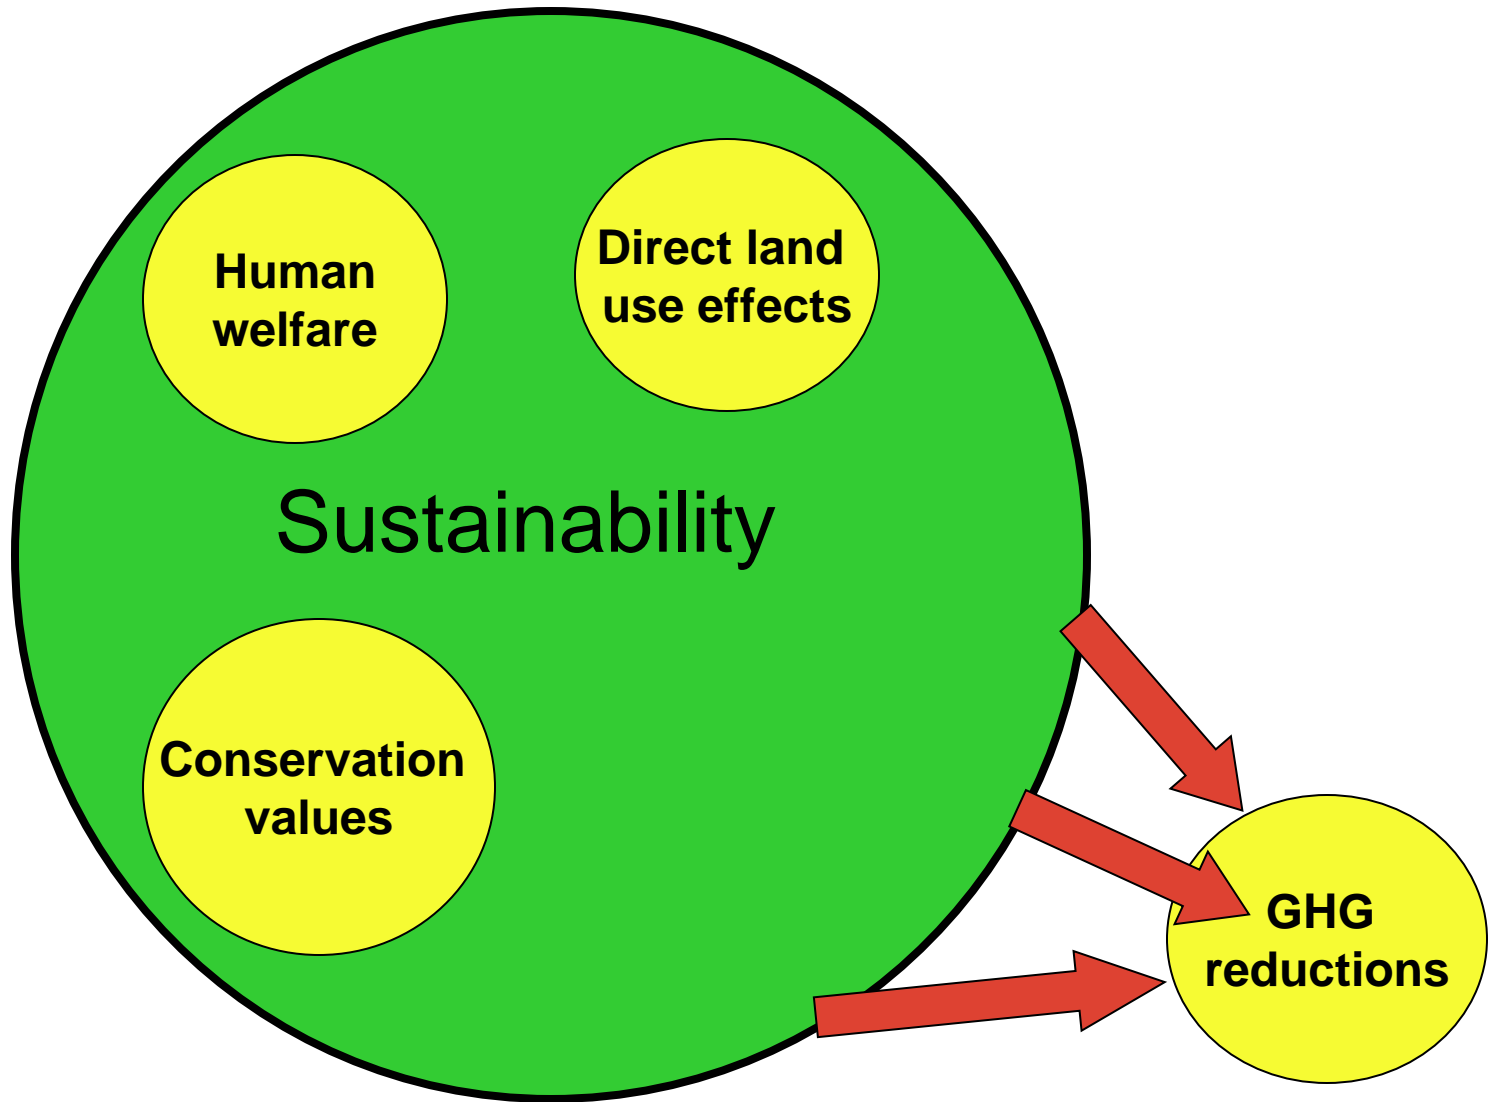 Human
welfare
Direct land
use effects
Sustainability
Conservation
values
GHG
reductions